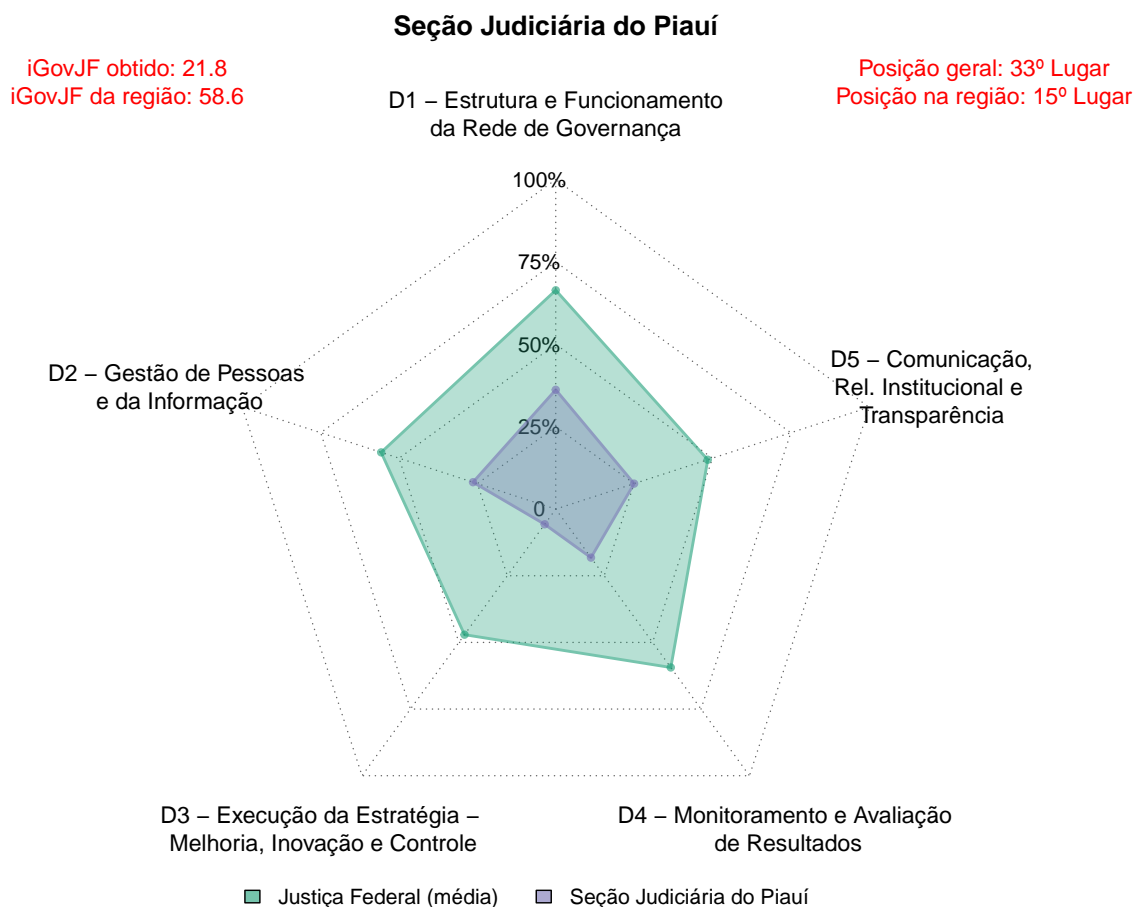 Seção Judiciária do Piauí
iGovJF obtido: 21.8
iGovJF da região: 58.6
Posição geral: 33º Lugar
Posição na região: 15º Lugar
D1 – Estrutura e Funcionamento
da Rede de Governança
100%
75%
50%
25%
0
D2 – Gestão de Pessoas
e da Informação
D5 – Comunicação,
Rel. Institucional e
Transparência
D3 – Execução da Estratégia –
Melhoria, Inovação e Controle
D4 – Monitoramento e Avaliação
de Resultados
Justiça Federal (média)
Seção Judiciária do Piauí